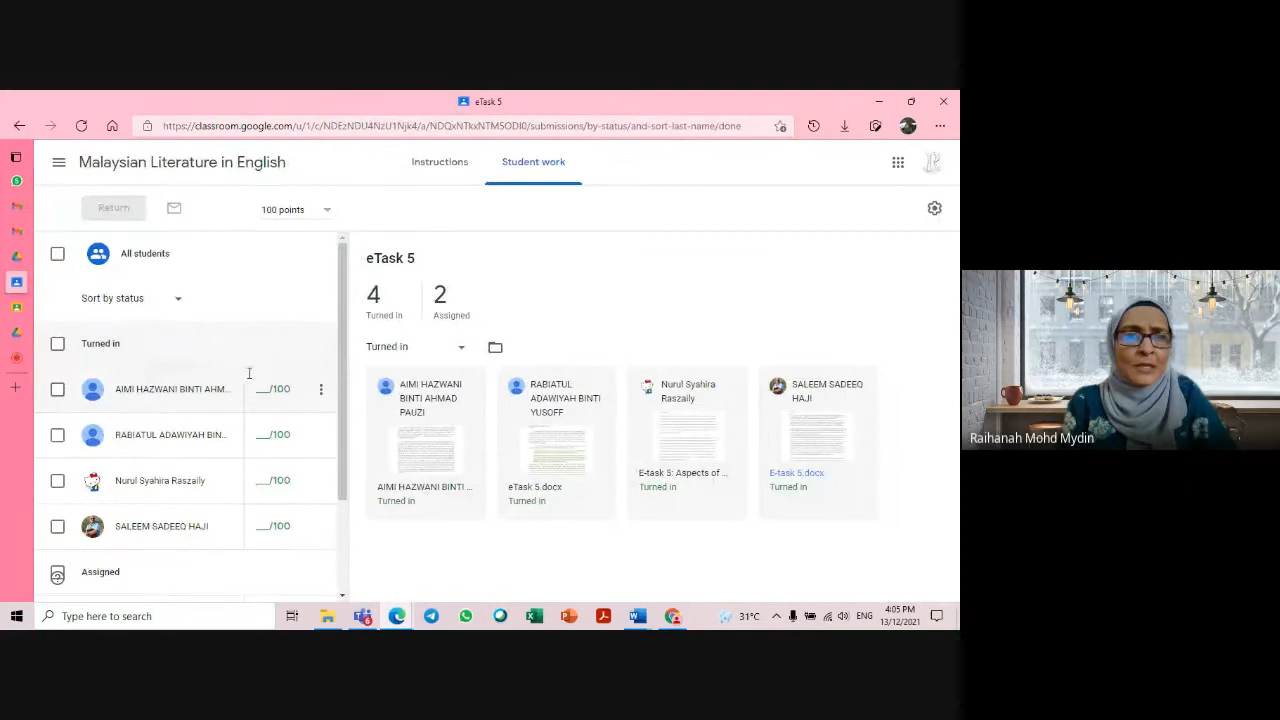 eTask 5
https://classroom.google.com/u/1/c/NDEzNDU4NzU1Njk4/a/NDQxNTkxNTM5ODI0/submissions/by-status/and-sort-last-name/done
Malaysian Literature in English
Instructions
Student work
Return
100 points
All students
Sort by status
Turned in
AIMI HAZWANI BINTI AHM...
__/100
RABIATUL ADAWIYAH BIN...
__/100
Nurul Syahira Raszaily
__/100
SALEEM SADEEQ HAJI
__/100
Assigned
eTask 5
4
Turned in
2
Assigned
Turned in
AIMI HAZWANI
BINTI AHMAD
PAUZI
AIMI HAZWANI BINTI ...
Turned in
RABIATUL
ADAWIYAH BINTI
YUSOFF
eTask 5.docx
Turned in
Nurul Syahira
Raszaily
E-task 5: Aspects of ...
Turned in
SALEEM SADEEQ
HAJI
E-task 5.docx
Turned in
Raihanah Mohd Mydin
Type here to search
6
31°C
ENG
4:05 PM
13/12/2021